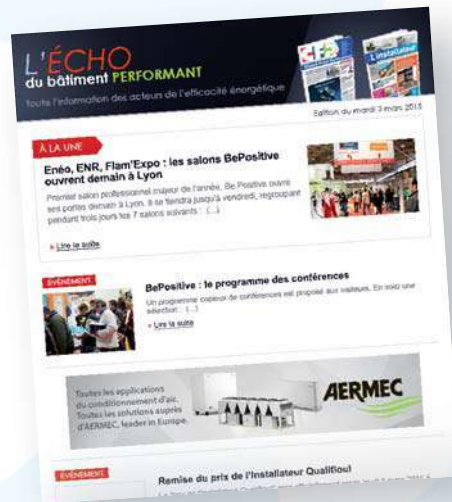 L'ÉCHO
du bâtiment PERFORMANT
toute l'information des acteurs de l'efficacité énergétique
CFP
L'installateur
Edition du mardi 3 mars 2015
À LA UNE
Enéo, ENR, Flam'Expo : les salons BePositive
ouvrent demain à Lyon
Premier salon professionnel majeur de l'année, Be Positive ouvre
ses portes demain à Lyon. Il se tiendra jusqu'à vendredi, regroupant
pendant trois jours les 7 salons suivants : (...)
» Lire la suite
ÉVÉNEMENT
BePositive : le programme des conférences
Un programme copieux de conférences est proposé aux visiteurs. En voici une
sélection : (...)
» Lire la suite
Toutes les applications
du conditionnement d'air.
Toutes les solutions auprès
d'AERMEC, leader in Europe.
AERMEC
ÉVÉNEMENT
Remise du prix de l'Installateur Qualifioul